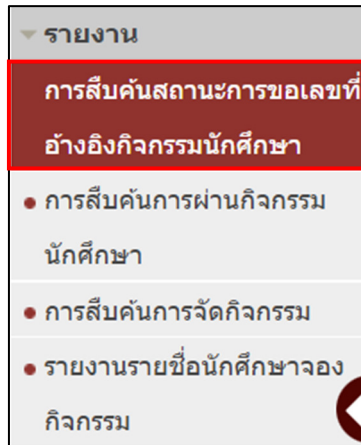 รายงาน
การสืบค้นสถานะการขอเลขที่
อ้างอิงกิจกรรมนักศึกษา
การสืบค้นการผ่านกิจกรรม
นักศึกษา
การสืบค้นการจัดกิจกรรม
รายงานรายชื่อนักศึกษาจอง
กิจกรรม